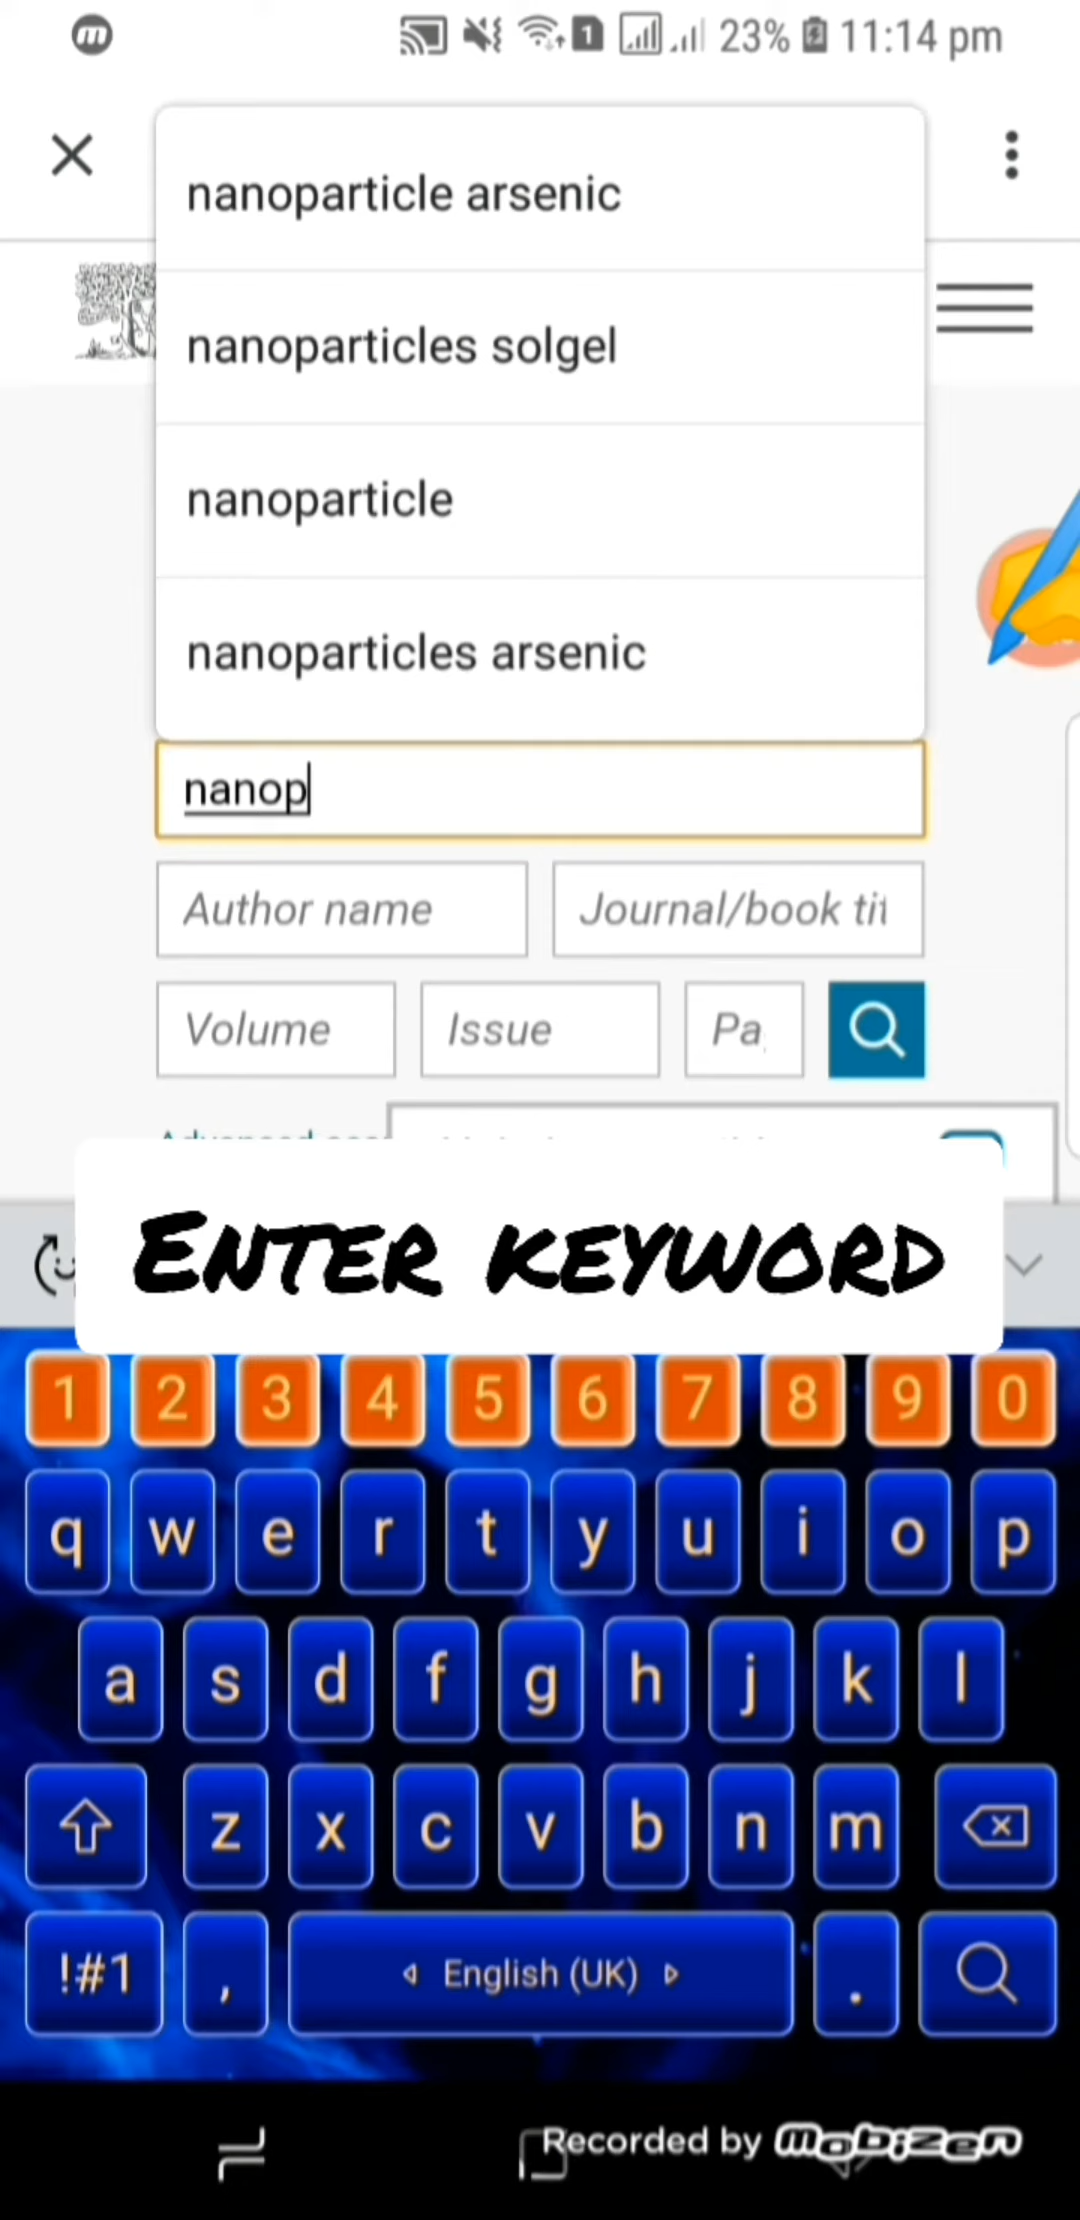 1 23% 11:14 pm
nanoparticle arsenic
nanoparticles solgel
nanoparticle
nanoparticles arsenic
nanop
Author name Journal/book tit
Volume Issue Pa
ENTER KEYWORD
1 2 3 4 5 6 7 8 9 0
q w e r t y u i o p
a s d f g h j k l
z x c v b n m
!#1 , English (UK) .
Recorded by mobizen